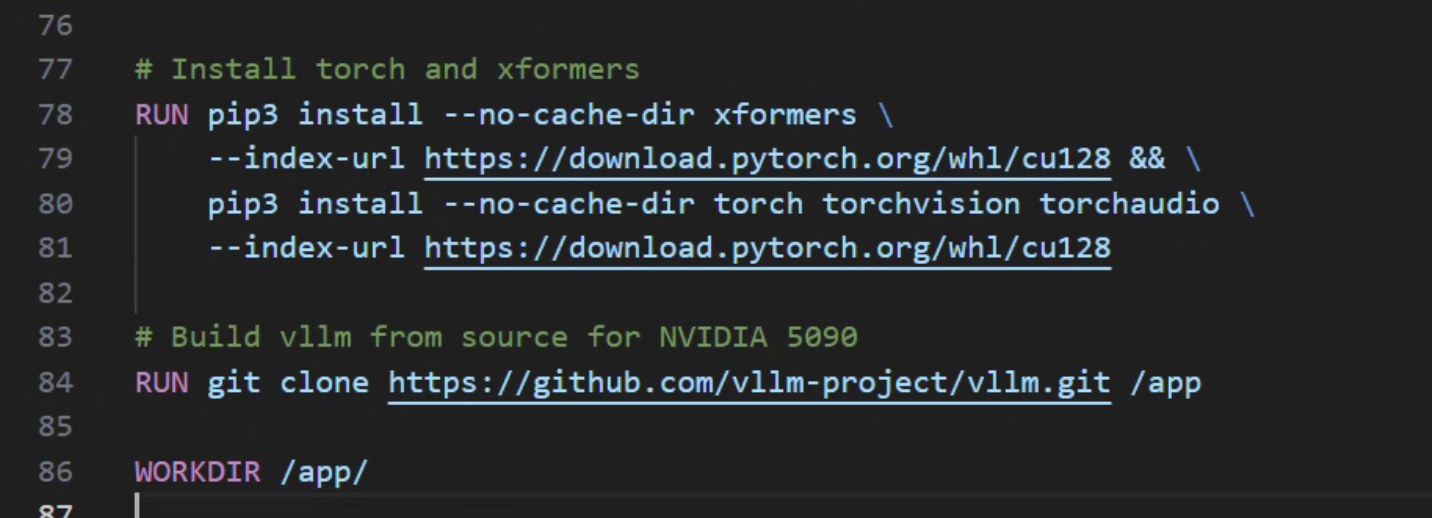 76
77 # Install torch and xformers
78 RUN pip3 install --no-cache-dir xformers \
79 --index-url https://download.pytorch.org/whl/cu128 && \
80 pip3 install --no-cache-dir torch torchvision torchaudio \
81 --index-url https://download.pytorch.org/whl/cu128
82
83 # Build vllm from source for NVIDIA 5090
84 RUN git clone https://github.com/vllm-project/vllm.git /app
85
86 WORKDIR /app/
87